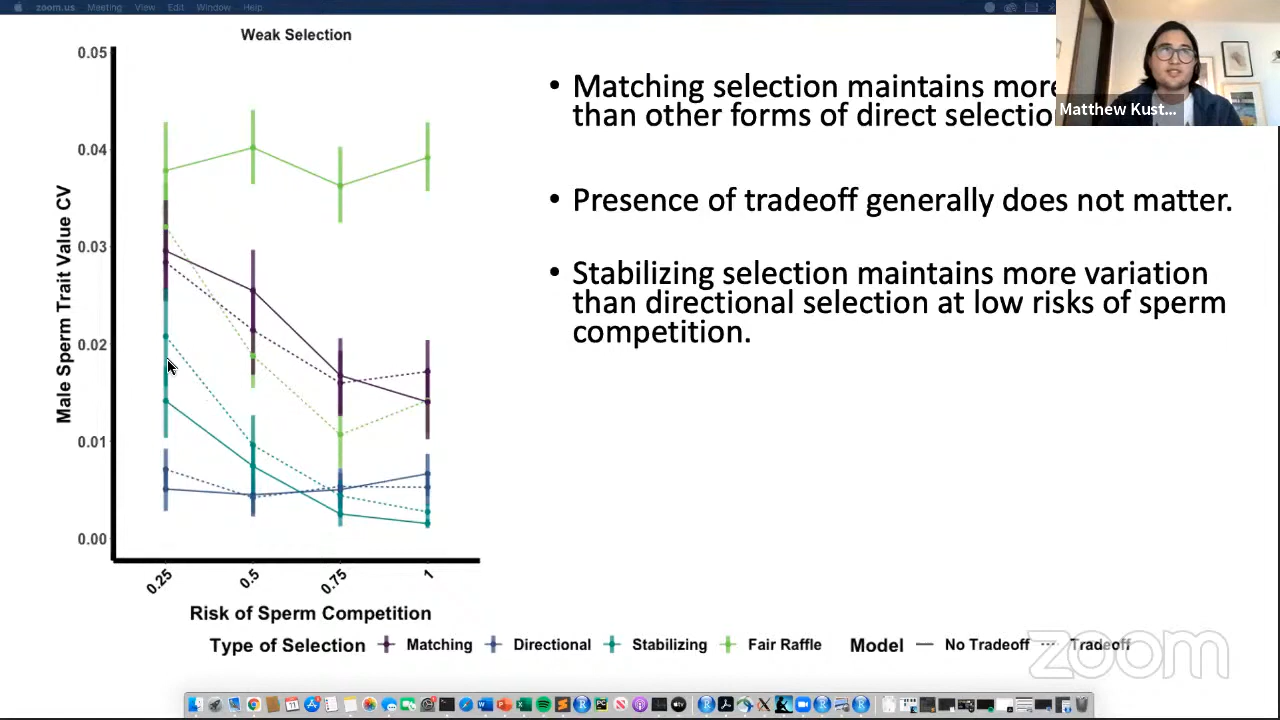 zoom.us Meeting View Edit Window Help
Weak Selection
0.05
0.04
0.03
0.02
0.01
0.00
Male Sperm Trait Value CV
0.25 0.5 0.75 1
Risk of Sperm Competition
Type of Selection Matching Directional Stabilizing Fair Raffle Model No Tradeoff Tradeoff
• Matching selection maintains more
than other forms of direct selectio
• Presence of tradeoff generally does not matter.
• Stabilizing selection maintains more variation
than directional selection at low risks of sperm
competition.
Matthew Kust...
zoom